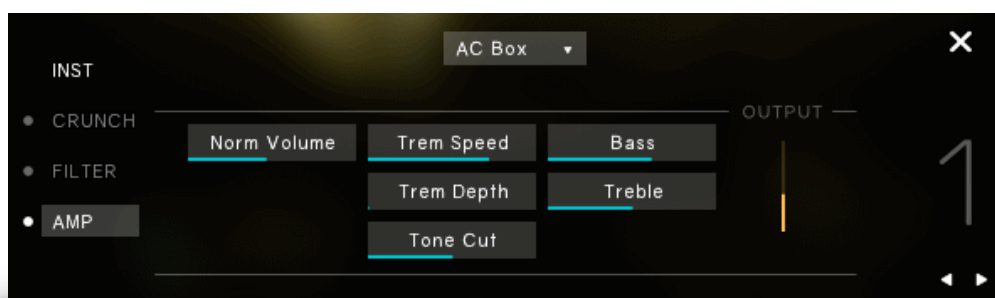 AC Box
INST
CRUNCH
FILTER
AMP
Norm Volume Trem Speed Bass
Trem Depth Treble
Tone Cut
OUTPUT
1